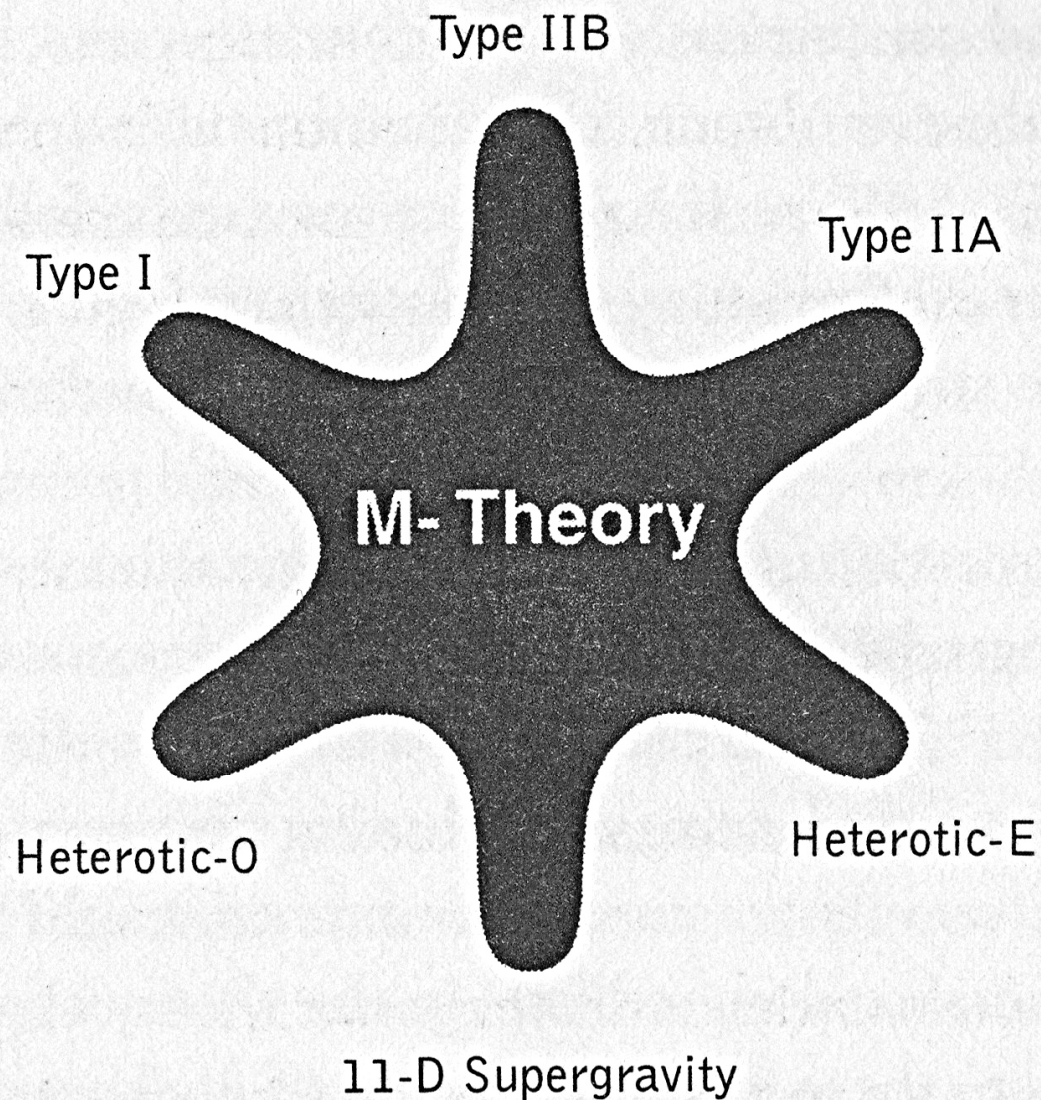 Type IIB
Type IIA
Type I
M- Theory
Heterotic-O
Heterotic-E
11-D Supergravity